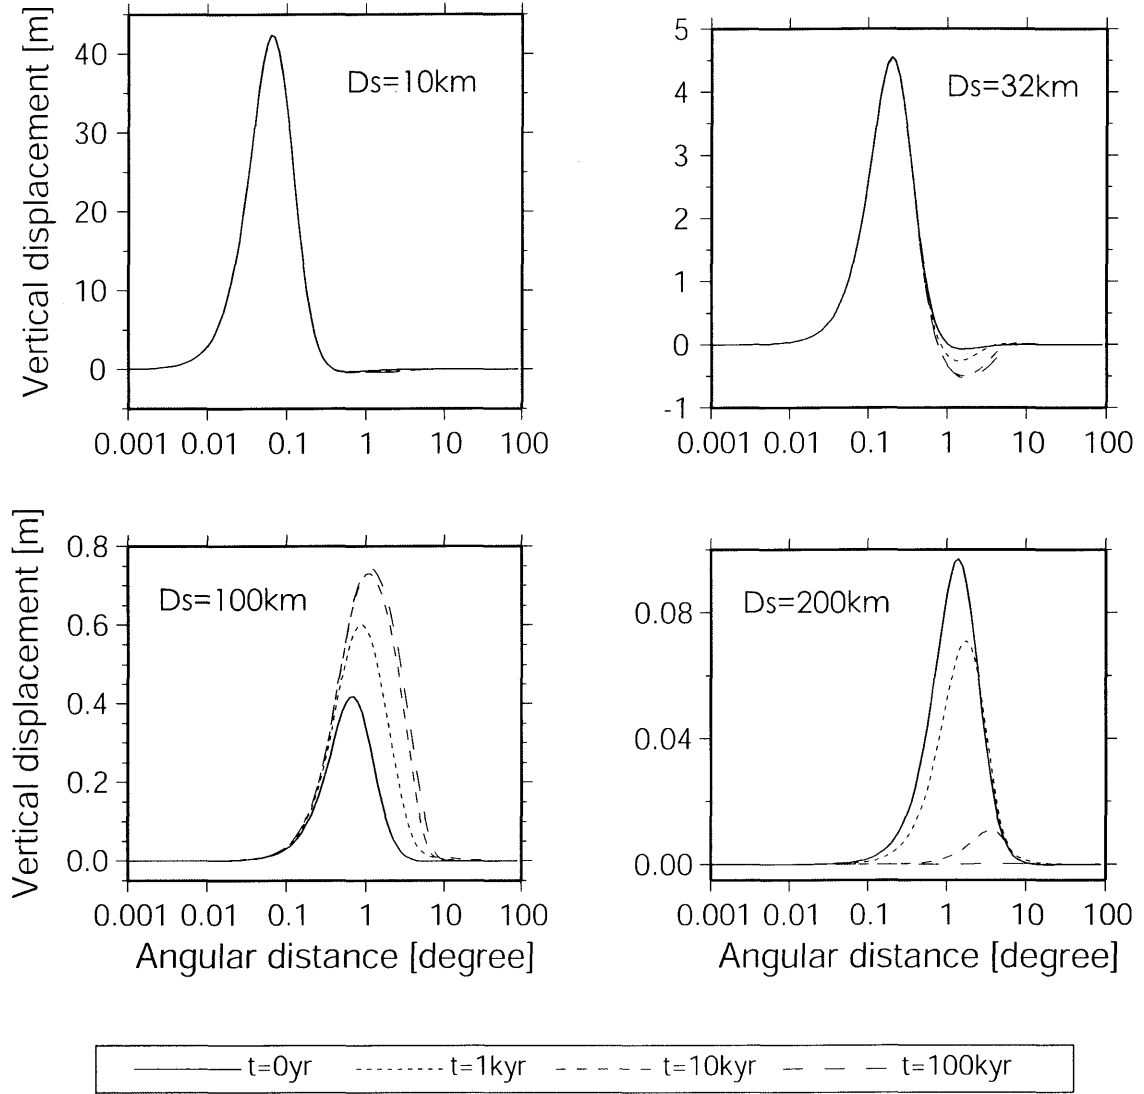 Vertical displacement [m]
40
30
20
10
0
Ds=10km
0.001 0.01 0.1 1 10 100
5
4
3
2
1
0
-1
Ds=32km
0.001 0.01 0.1 1 10 100
Vertical displacement [m]
0.8
0.6
0.4
0.2
0.0
Ds=100km
0.001 0.01 0.1 1 10 100
Angular distance [degree]
0.08
0.04
0.00
Ds=200km
0.001 0.01 0.1 1 10 100
Angular distance [degree]
t=0yr t=1kyr t=10kyr t=100kyr